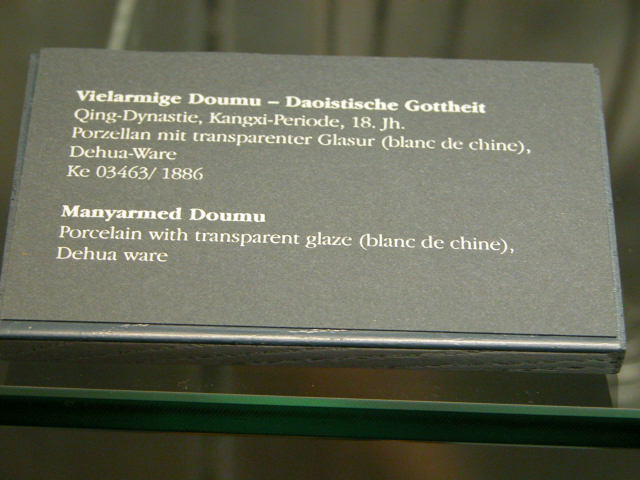 Vielarmige Doumu – Daoistische Gottheit
Qing-Dynastie, Kangxi-Periode, 18. Jh.
Porzellan mit transparenter Glasur (blanc de chine),
Dehua-Ware
Ke 03463/ 1886
Manyarmed Doumu
Porcelain with transparent glaze (blanc de chine),
Dehua ware